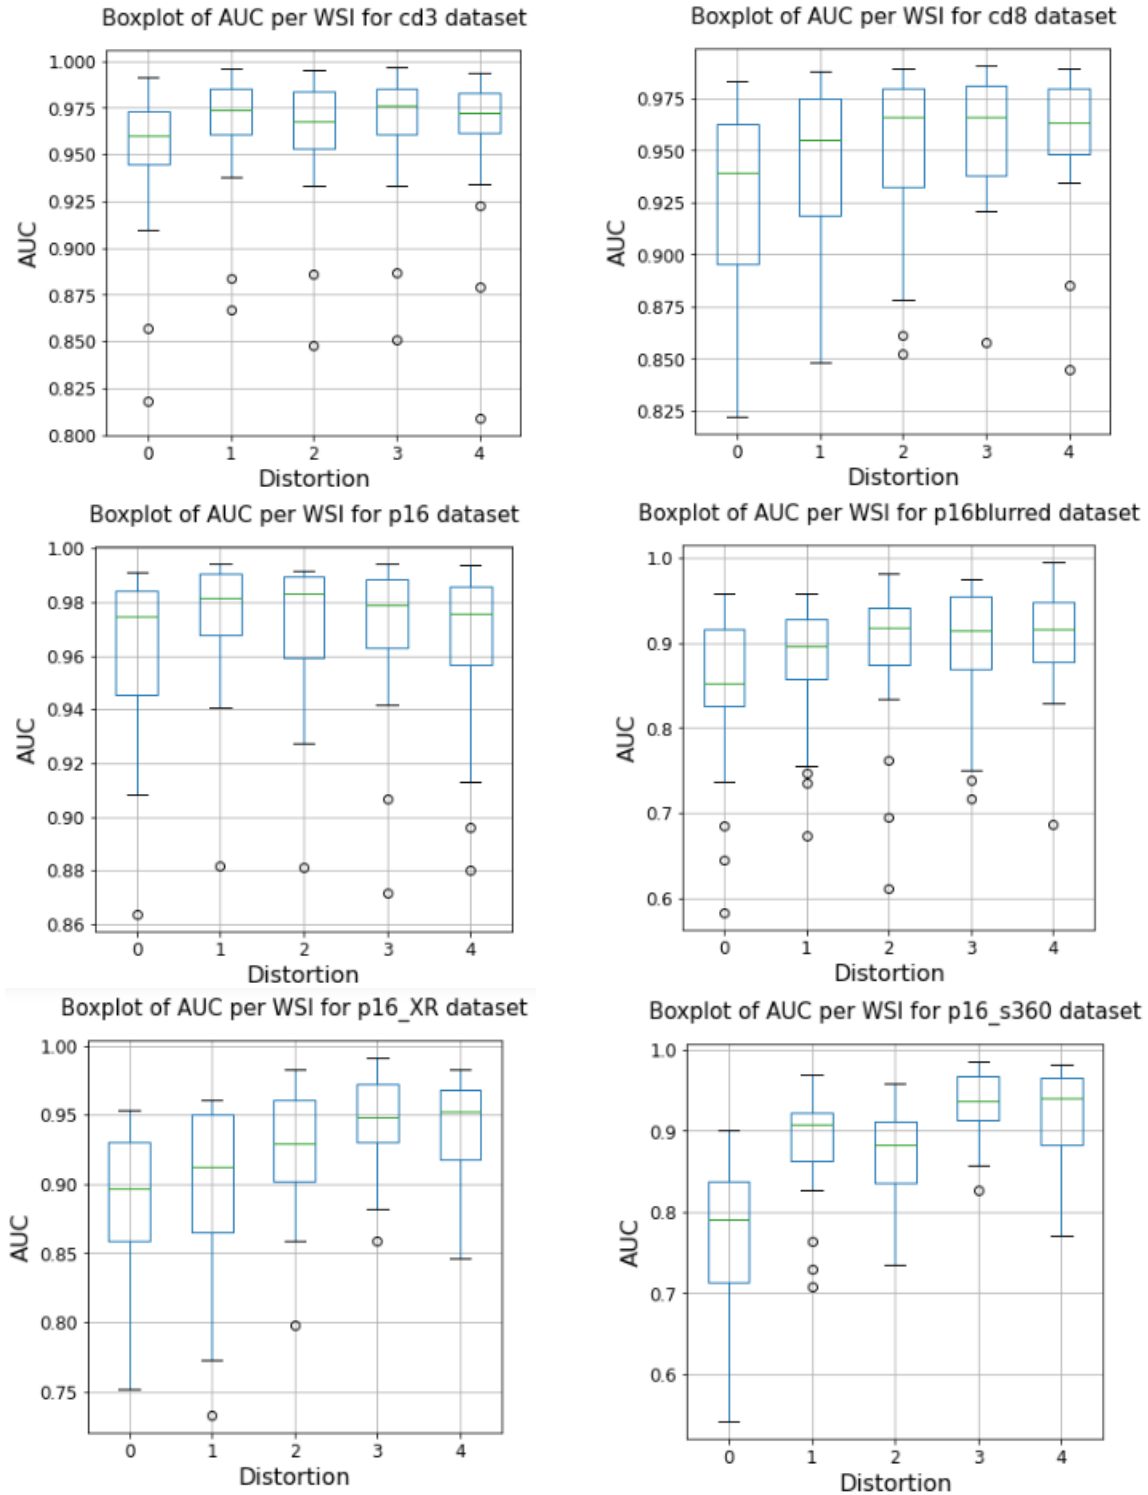 Boxplot of AUC per WSI for cd3 dataset
1.000
0.975
0.950
0.925
0.900
0.875
0.850
0.825
0.800
AUC
0 1 2 3 4
Distortion
Boxplot of AUC per WSI for cd8 dataset
0.975
0.950
0.925
0.900
0.875
0.850
0.825
AUC
0 1 2 3 4
Distortion
Boxplot of AUC per WSI for p16 dataset
1.00
0.98
0.96
0.94
0.92
0.90
0.88
0.86
AUC
0 1 2 3 4
Distortion
Boxplot of AUC per WSI for p16blurred dataset
1.0
0.9
0.8
0.7
0.6
AUC
0 1 2 3 4
Distortion
Boxplot of AUC per WSI for p16_XR dataset
1.00
0.95
0.90
0.85
0.80
0.75
AUC
0 1 2 3 4
Distortion
Boxplot of AUC per WSI for p16_s360 dataset
1.0
0.9
0.8
0.7
0.6
AUC
0 1 2 3 4
Distortion